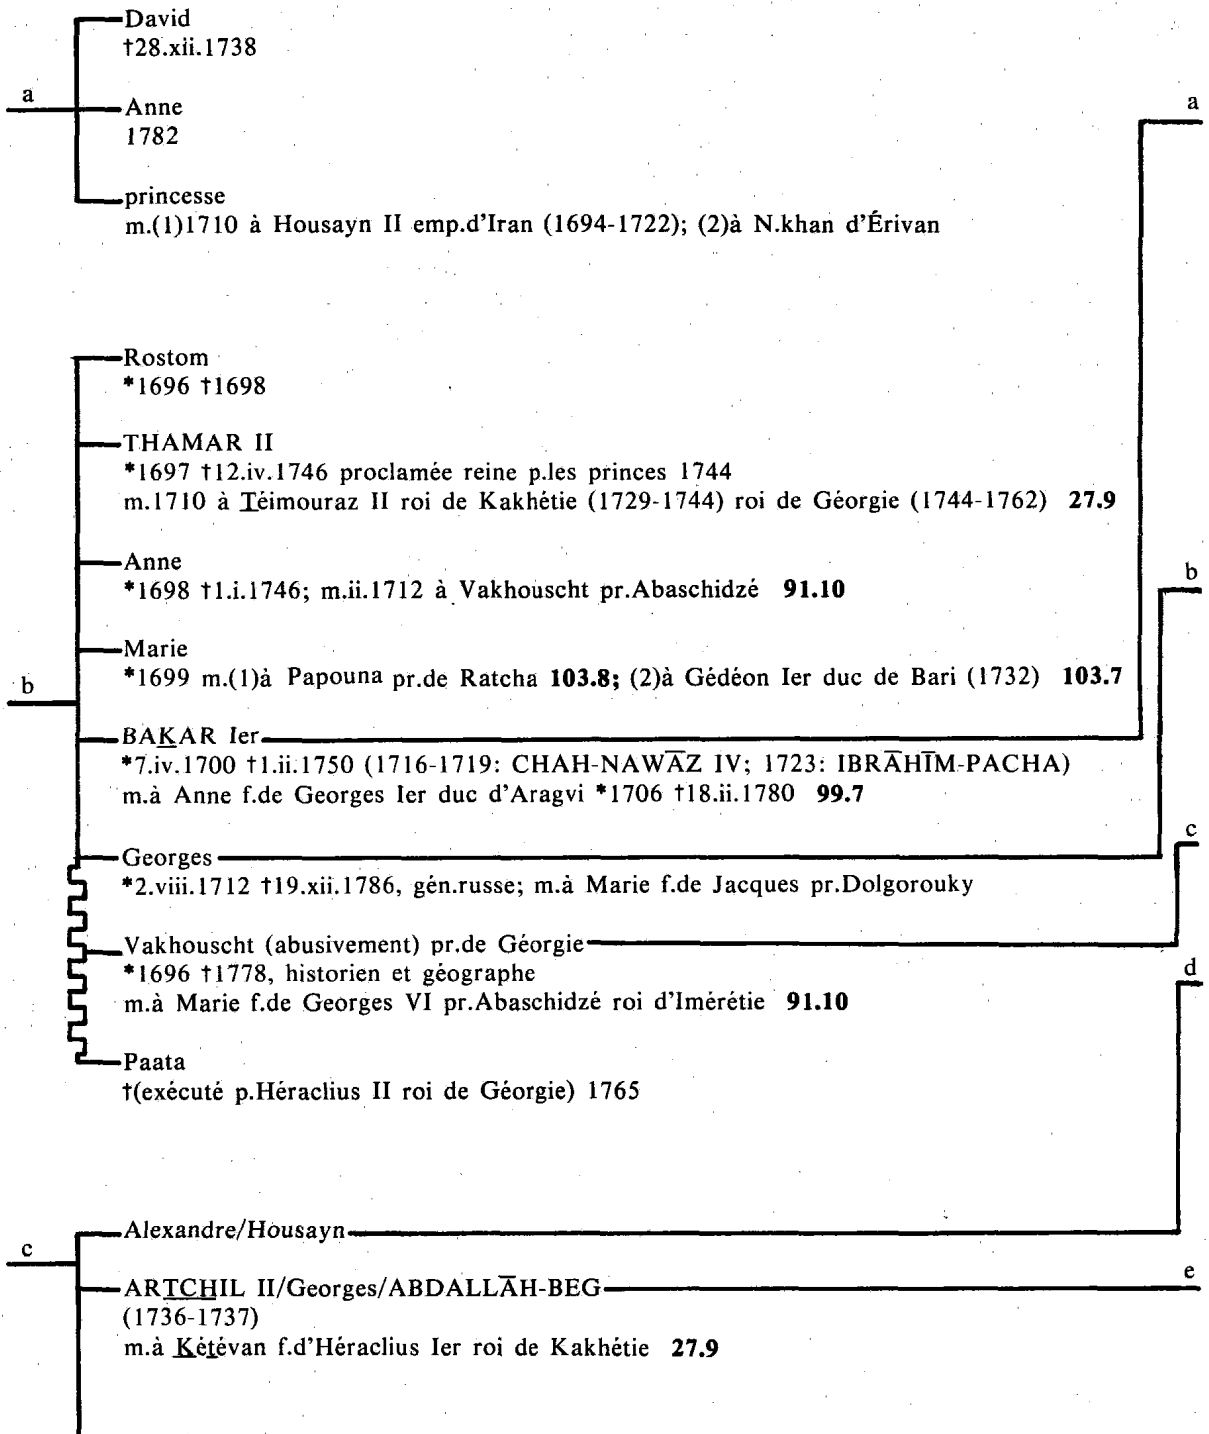 David
†28.xii.1738
a
Anne
1782
a
princesse
m.(1)1710 à Housayn II emp.d'Iran (1694-1722); (2)à N.khan d'Érivan
Rostom
*1696 †1698
THAMAR II
*1697 †12.iv.1746 proclamée reine p.les princes 1744
m.1710 à T̲éimouraz II roi de Kakhétie (1729-1744) roi de Géorgie (1744-1762) 27.9
Anne
*1698 †1.i.1746; m.ii.1712 à Vakhouscht pr.Abaschidzé 91.10
b
Marie
*1699 m.(1)à Papouna pr.de Ratcha 103.8; (2)à Gédéon Ier duc de Bari (1732) 103.7
b
BAK̲AR Ier
*7.iv.1700 †1.ii.1750 (1716-1719: CHAH-NAWĀZ IV; 1723: IBRĀHĪM-PACHA)
m.à Anne f.de Georges Ier duc d'Aragvi *1706 †18.ii.1780 99.7
c
Georges
*2.viii.1712 †19.xii.1786, gén.russe; m.à Marie f.de Jacques pr.Dolgorouky
Vakhouscht (abusivement) pr.de Géorgie
*1696 †1778, historien et géographe
d
m.à Marie f.de Georges VI pr.Abaschidzé roi d'Imérétie 91.10
Paata
†(exécuté p.Héraclius II roi de Géorgie) 1765
Alexandre/Housayn
c
ART̲C̲H̲IL II/Georges/ABDALLĀH-BEG
e
(1736-1737)
m.à K̲ét̲évan f.d'Héraclius Ier roi de Kakhétie 27.9